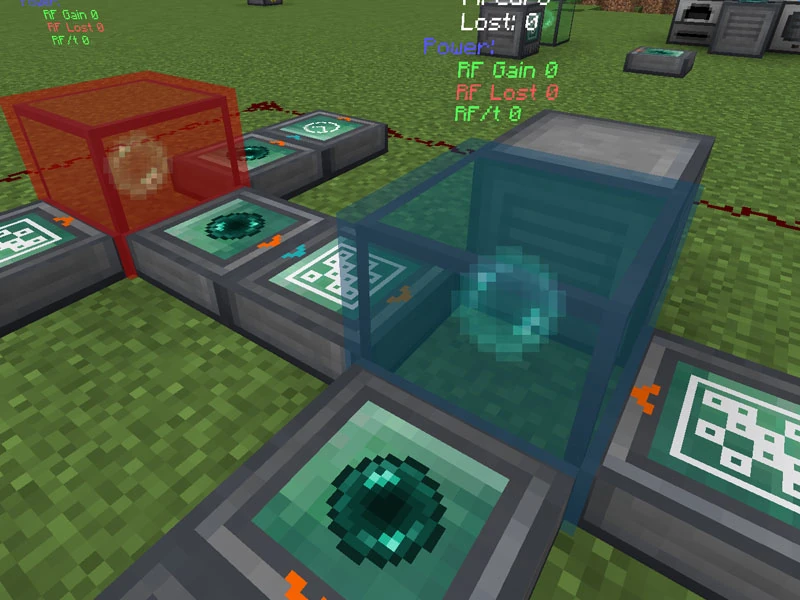 RF Gain 0
RF Lost 0
RF/t 0
Lost: 0
Power:
RF Gain 0
RF Lost 0
RF/t 0